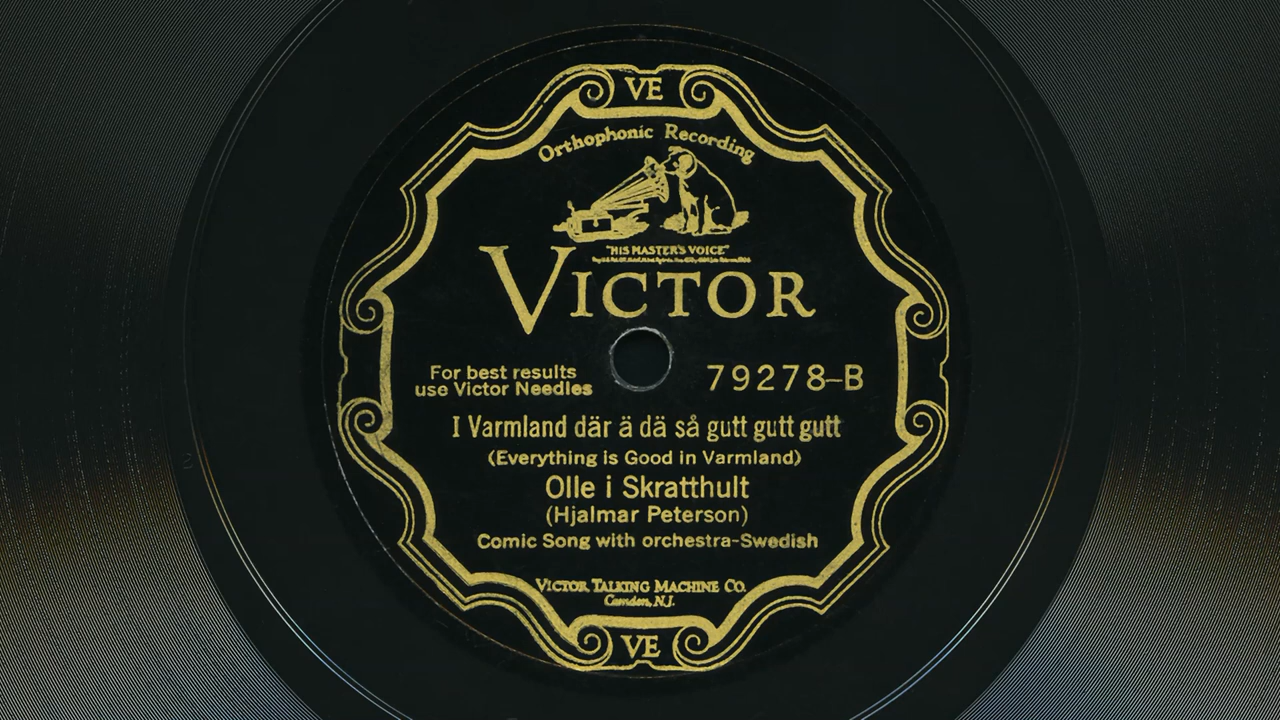 VE
Orthophonic Recording
"HIS MASTER'S VOICE"
VICTOR
For best results
use Victor Needles
79278-B
I Varmland där ä dä så gutt gutt gutt
(Everything is Good in Varmland)
Olle i Skratthult
(Hjalmar Peterson)
Comic Song with orchestra-Swedish
VICTOR TALKING MACHINE CO.
Camden, N.J.
VE